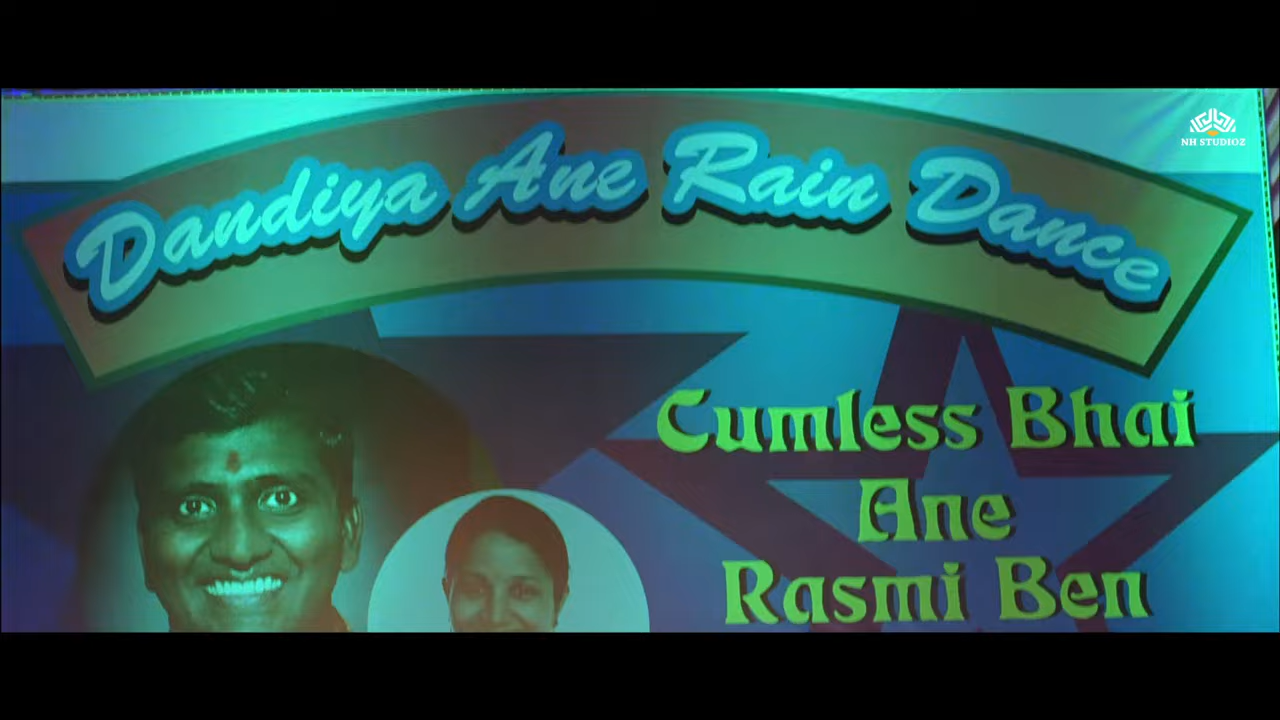 NH STUDIOZ
Dandiya Ane Rain Dance
Cumless Bhai
Ane
Rasmi Ben